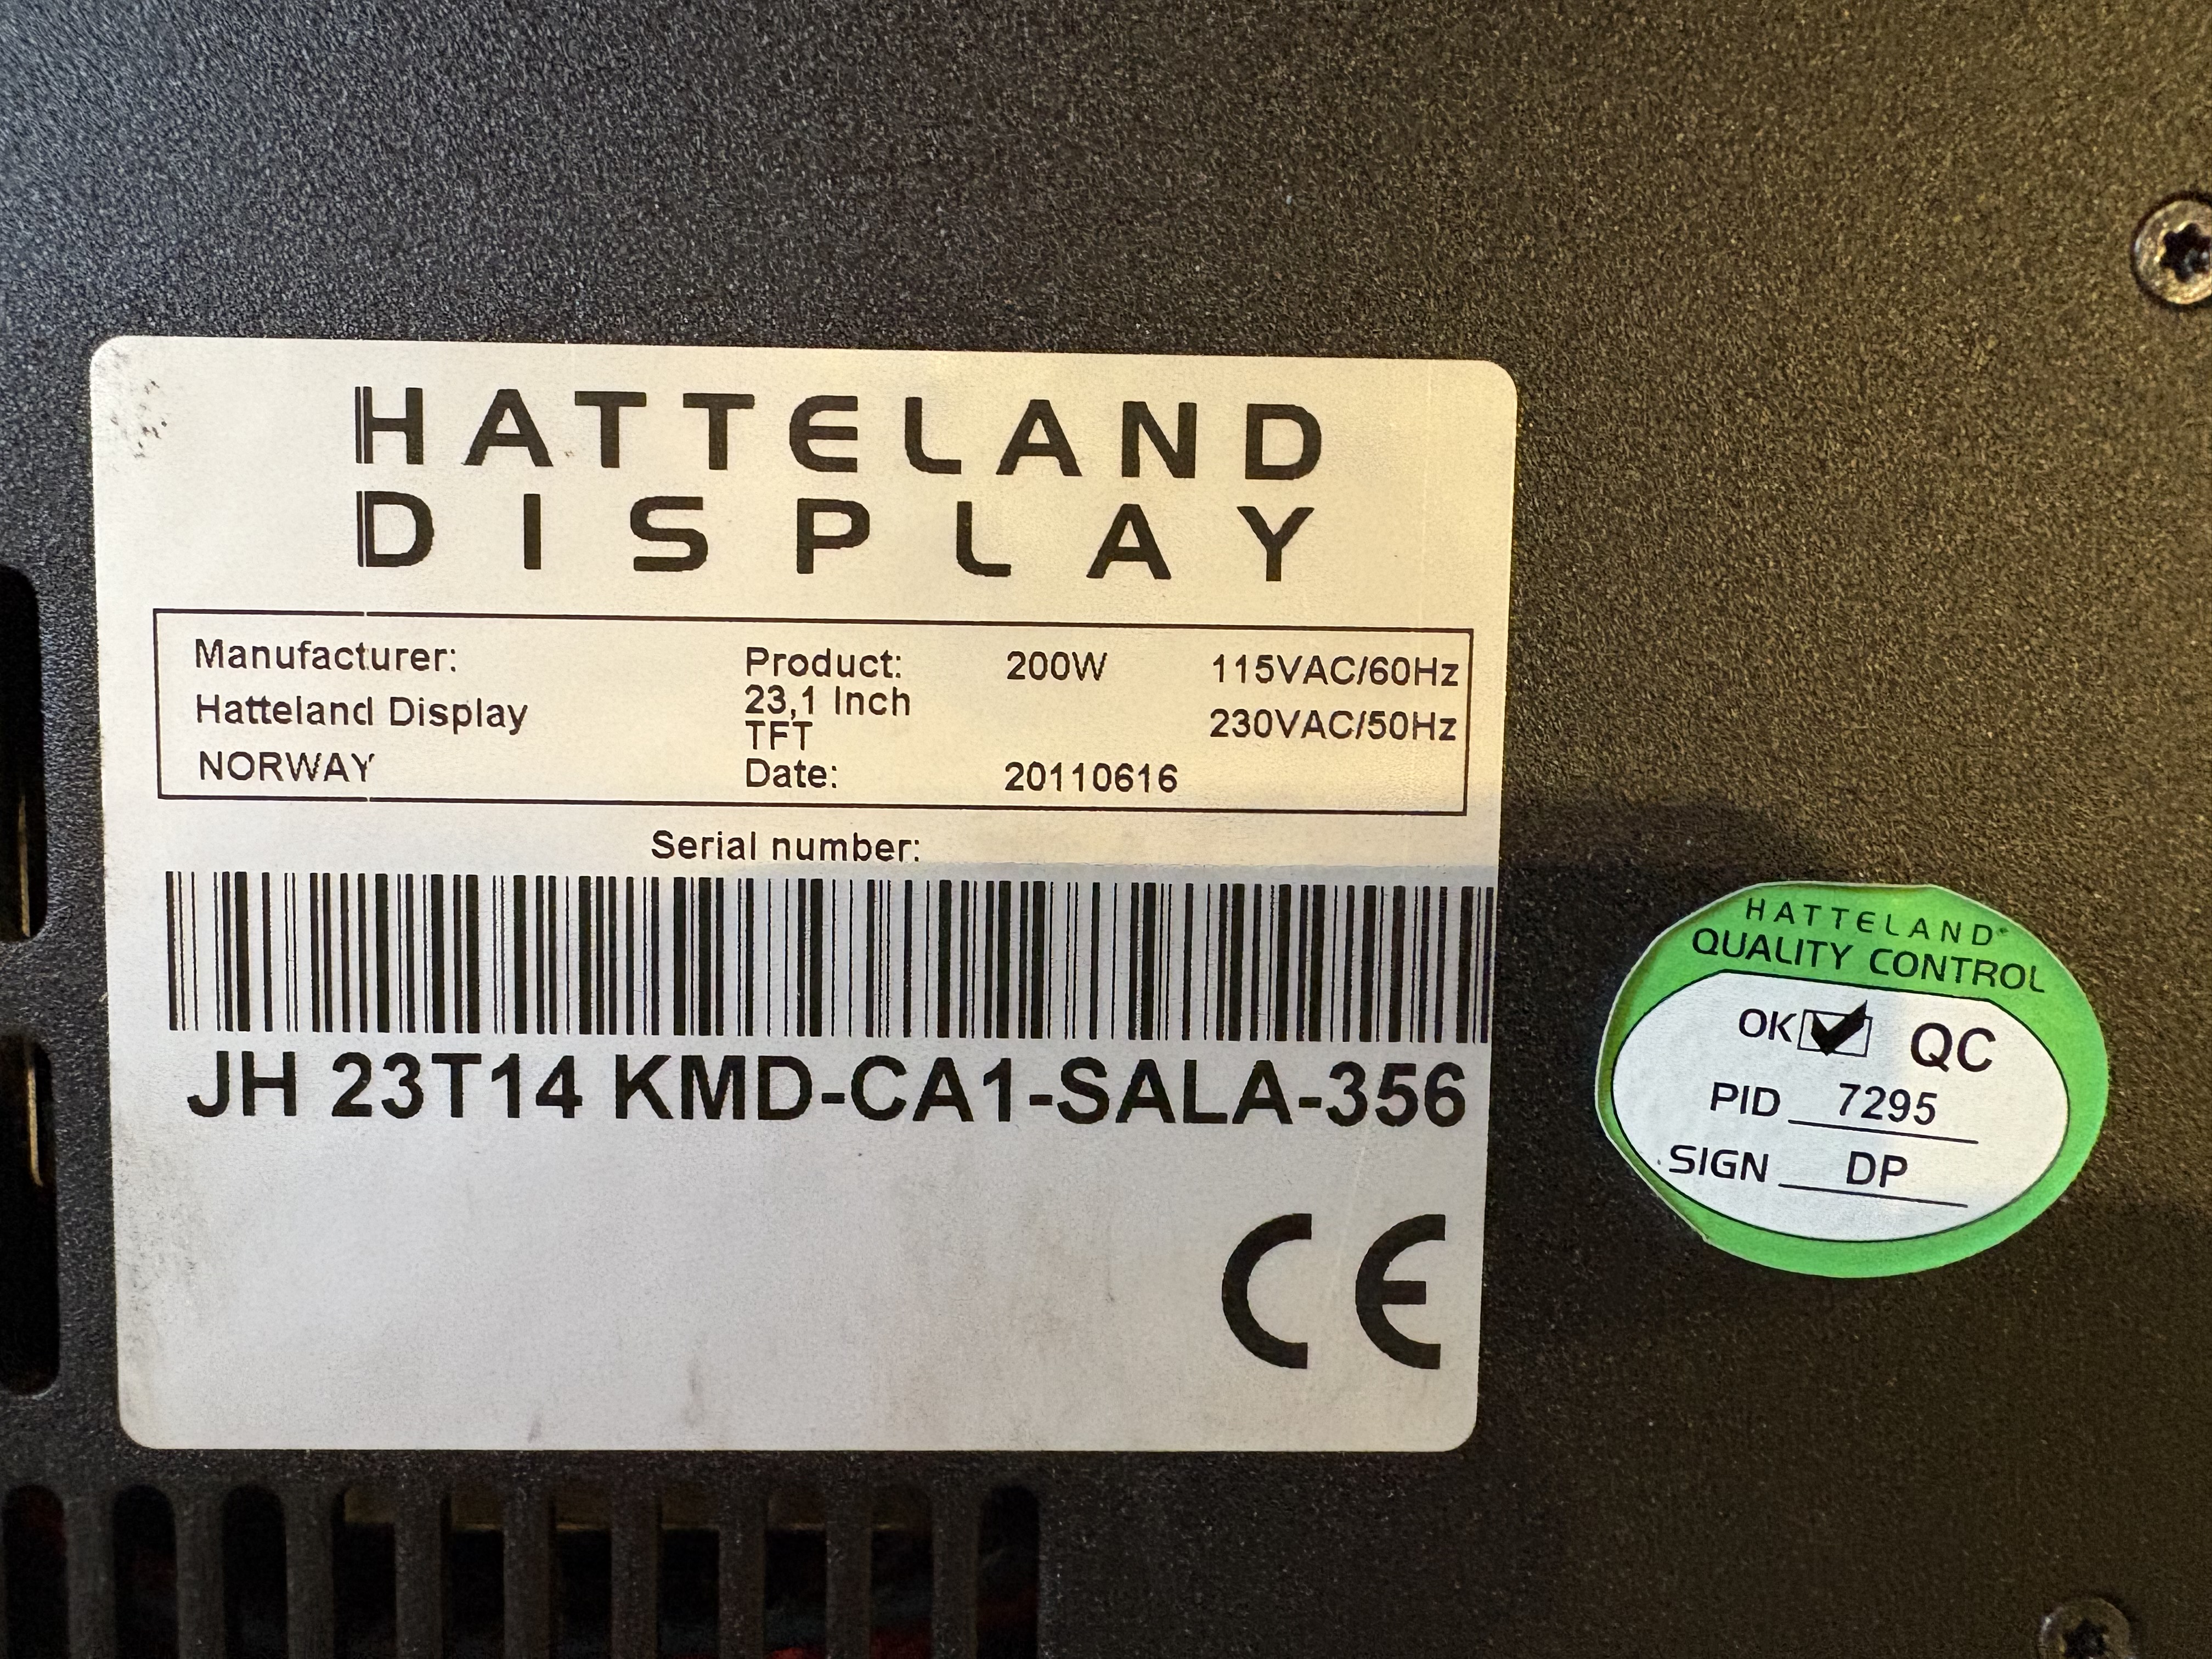 HATTELAND
DISPLAY
Manufacturer:
Hatteland Display
NORWAY
Product: 200W 115VAC/60Hz
23,1 Inch
TFT 230VAC/50Hz
Date: 20110616
Serial number:
JH 23T14 KMD-CA1-SALA-356
CE
HATTELAND®
QUALITY CONTROL
OK QC
PID 7295
SIGN DP